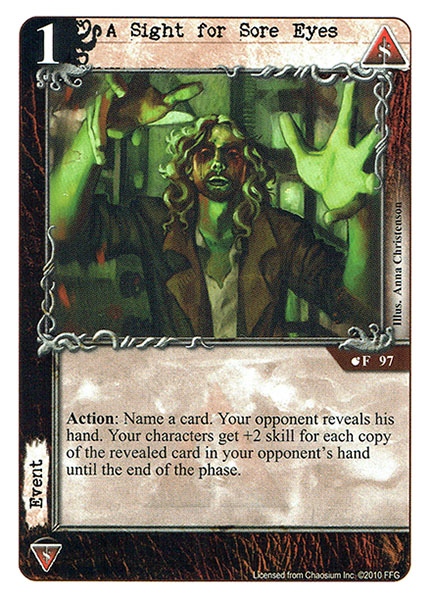 1
A Sight for Sore Eyes
Illus. Anna Christenson
F 97
Action: Name a card. Your opponent reveals his
hand. Your characters get +2 skill for each copy
of the revealed card in your opponent's hand
until the end of the phase.
Event
Licensed from Chaosium Inc. ©2010 FFG